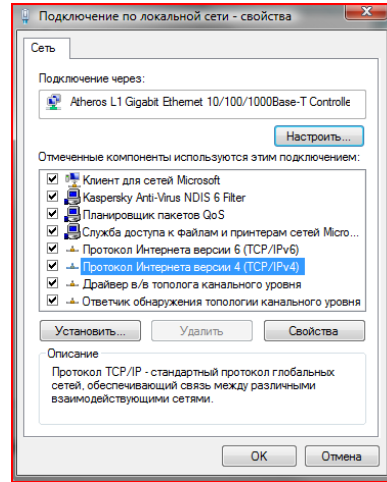 Подключение по локальной сети - свойства
Сеть
Подключение через:
Atheros L1 Gigabit Ethernet 10/100/1000Base-T Controlle
Настроить...
Отмеченные компоненты используются этим подключением:
Клиент для сетей Microsoft
Kaspersky Anti-Virus NDIS 6 Filter
Планировщик пакетов QoS
Служба доступа к файлам и принтерам сетей Micro...
Протокол Интернета версии 6 (TCP/IPv6)
Протокол Интернета версии 4 (TCP/IPv4)
Драйвер в/в тополога канального уровня
Ответчик обнаружения топологии канального уровня
Установить...
Удалить
Свойства
Описание
Протокол TCP/IP - стандартный протокол глобальных
сетей, обеспечивающий связь между различными
взаимодействующими сетями.
OK
Отмена